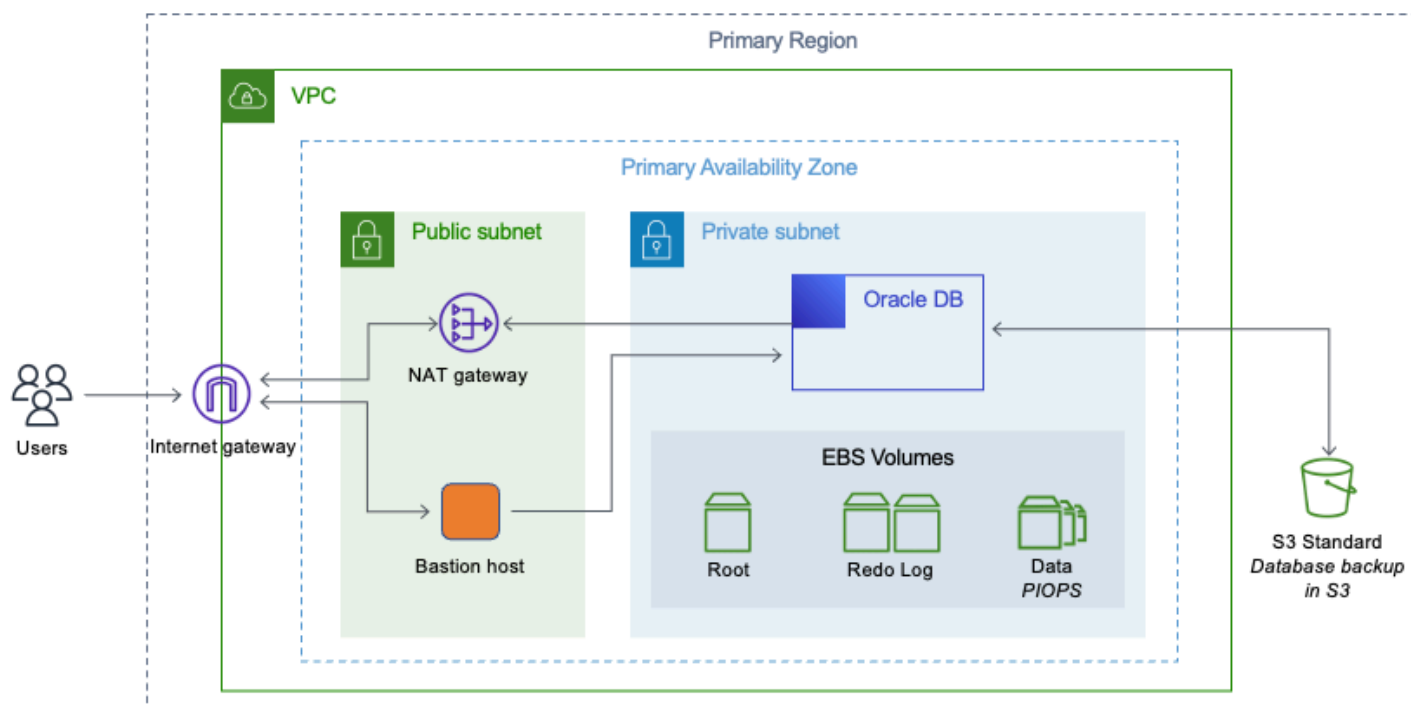 Primary Region
VPC
Primary Availability Zone
Public subnet
Private subnet
Oracle DB
NAT gateway
Users
Internet gateway
EBS Volumes
Bastion host
Root
Redo Log
Data
PIOPS
S3 Standard
Database backup
in S3